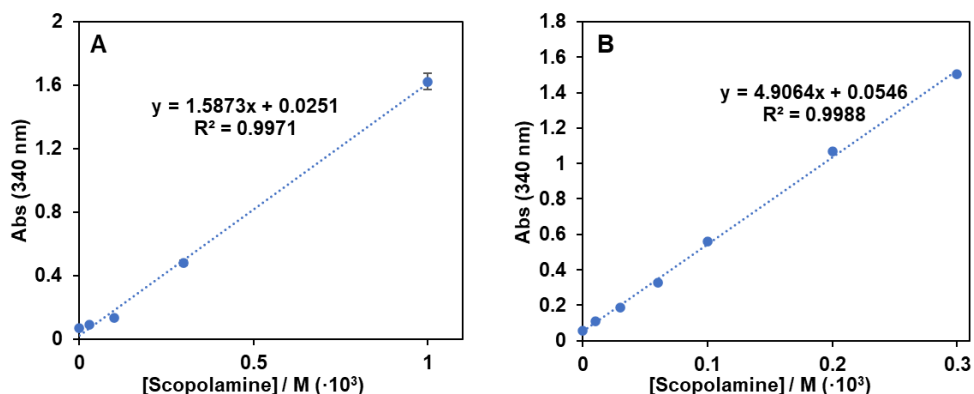 A
y = 1.5873x + 0.0251
R² = 0.9971
Abs (340 nm)
2
1.6
1.2
0.8
0.4
0
0
0.5
1
[Scopolamine] / M (·10³)
B
y = 4.9064x + 0.0546
R² = 0.9988
Abs (340 nm)
1.8
1.6
1.4
1.2
1
0.8
0.6
0.4
0.2
0
0
0.1
0.2
0.3
[Scopolamine] / M (·10³)